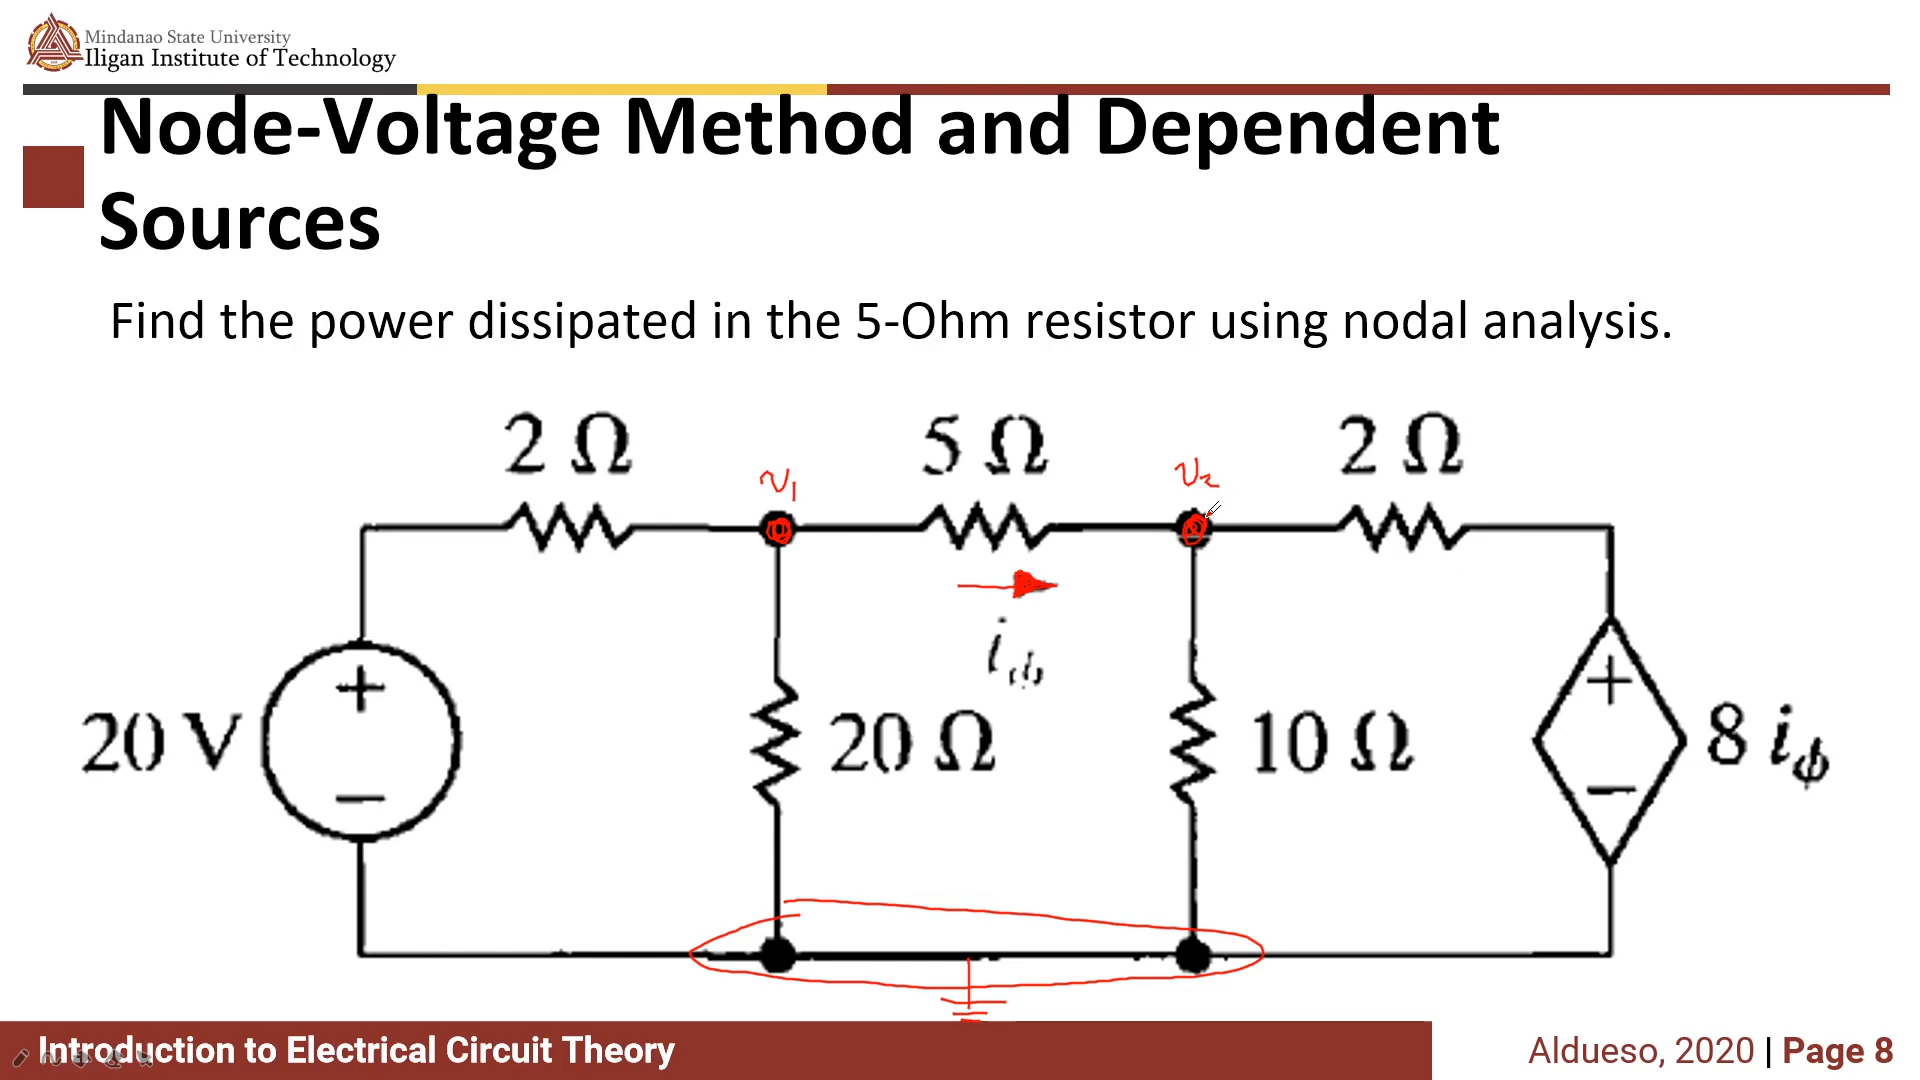 Mindanao State University
Iligan Institute of Technology
Node-Voltage Method and Dependent
Sources
Find the power dissipated in the 5-Ohm resistor using nodal analysis.
2 Ω 5 Ω 2 Ω
v₁ v₂
iϕ
+ +
20 V 20 Ω 10 Ω 8 iϕ
− −
Introduction to Electrical Circuit Theory
Aldueso, 2020 | Page 8